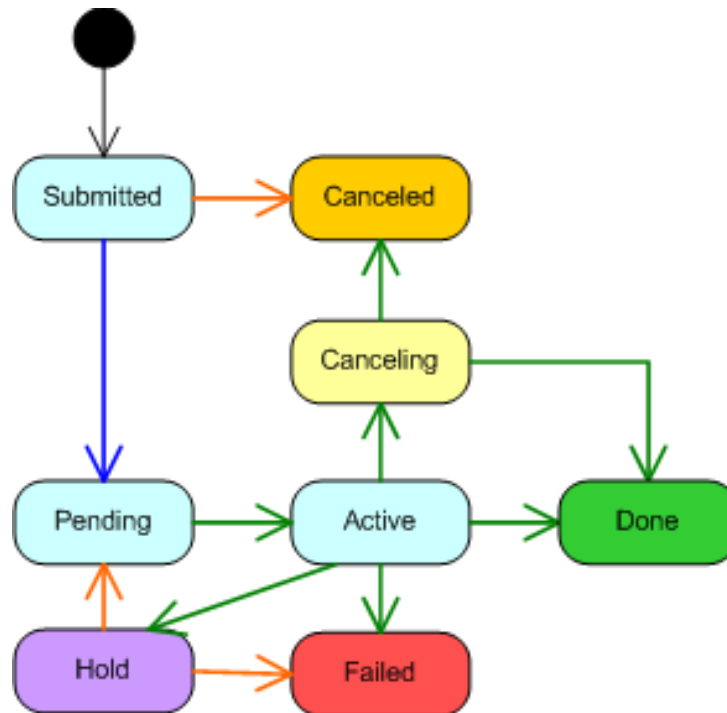 Submitted
Canceled
Canceling
Pending
Active
Done
Hold
Failed